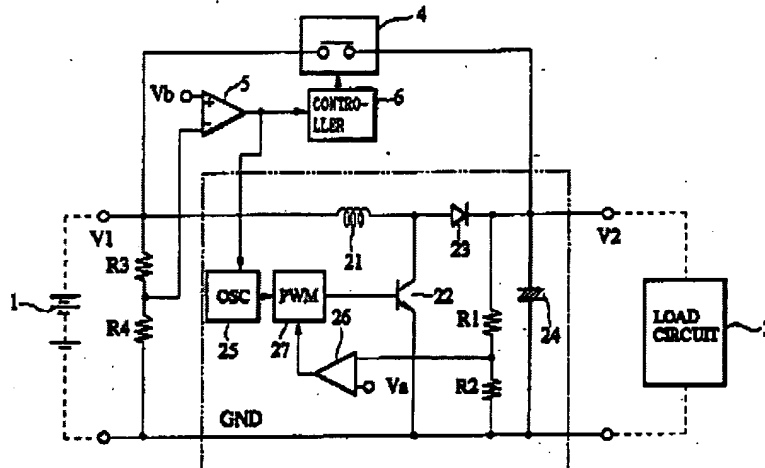 4
5
Vb
+
-
CONTRO-
LLER
6
V1
21
23
V2
R3
R4
1
OSC
PWM
22
R1
24
LOAD
CIRCUIT
25
27
26
Va
R2
GND